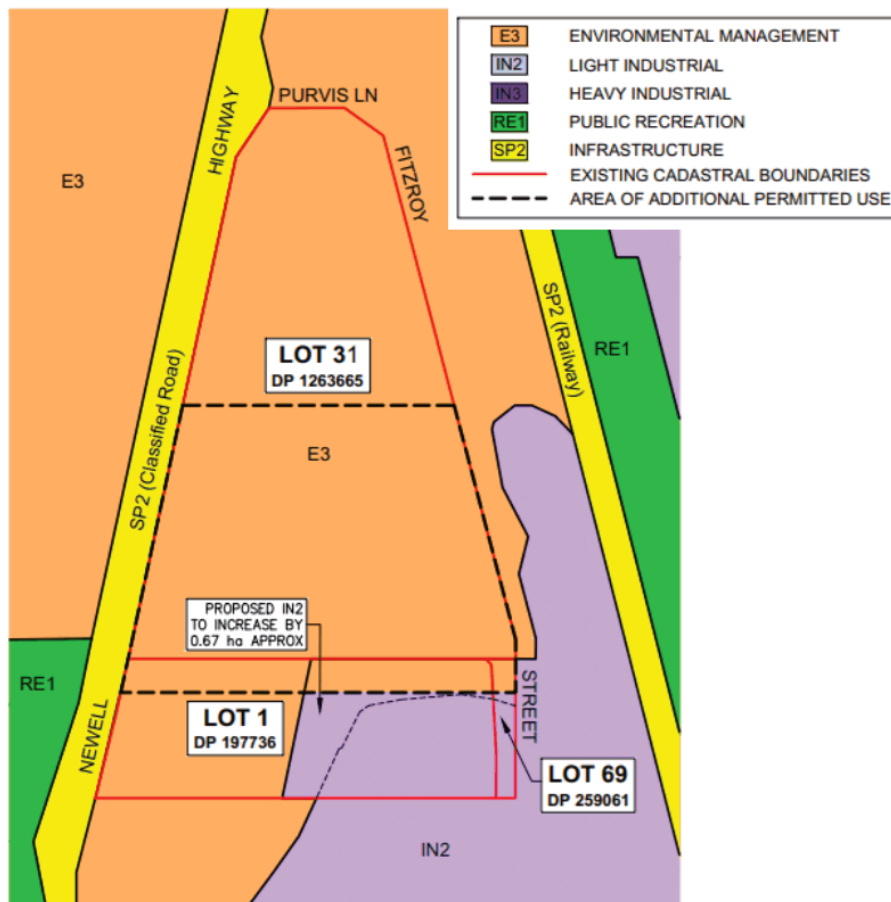 E3 ENVIRONMENTAL MANAGEMENT
IN2 LIGHT INDUSTRIAL
IN3 HEAVY INDUSTRIAL
RE1 PUBLIC RECREATION
SP2 INFRASTRUCTURE
EXISTING CADASTRAL BOUNDARIES
AREA OF ADDITIONAL PERMITTED USE
PURVIS LN
HIGHWAY
FITZROY
E3
SP2 (Railway)
RE1
LOT 31
DP 1263665
SP2 (Classified Road)
E3
PROPOSED IN2
TO INCREASE BY
0.67 ha APPROX
RE1
STREET
LOT 1
DP 197736
NEWELL
LOT 69
DP 259061
IN2